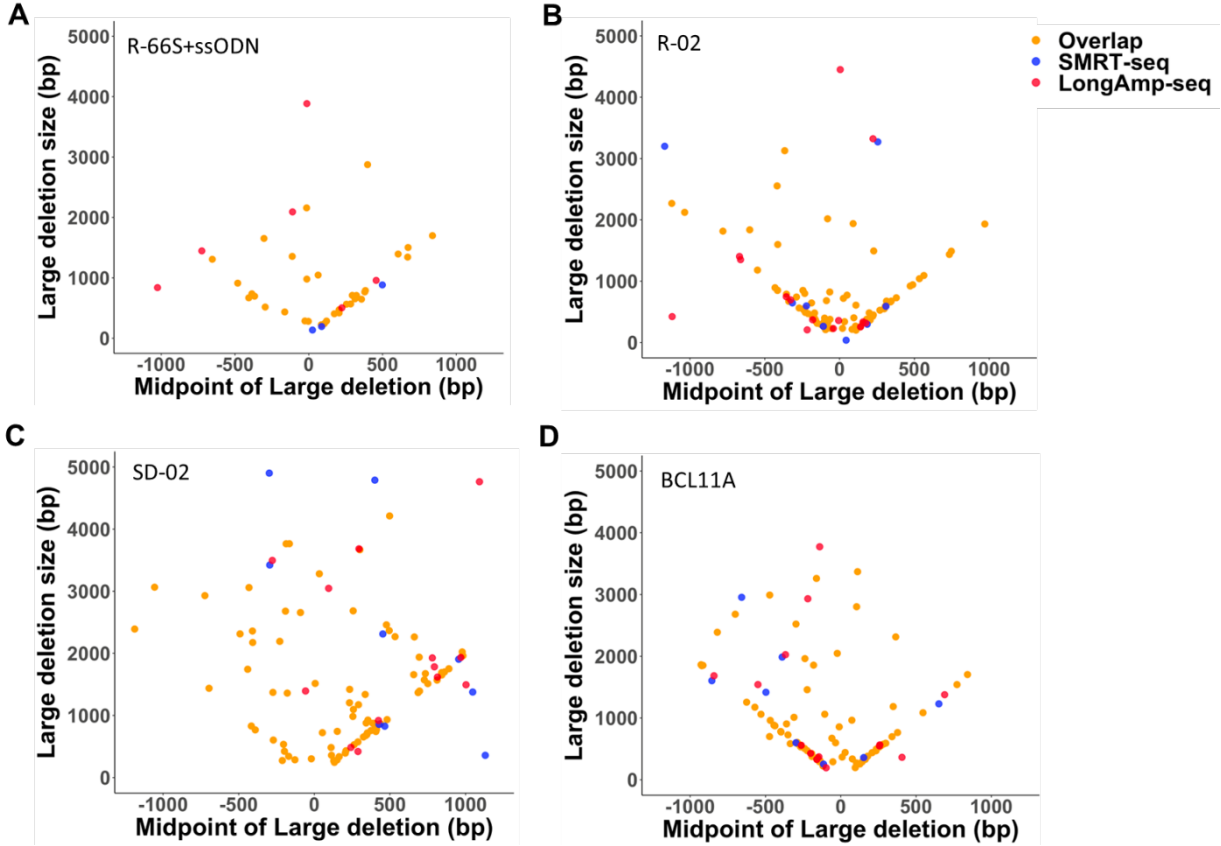 A
R-66S+ssODN
Large deletion size (bp)
5000
4000
3000
2000
1000
0
-1000 -500 0 500 1000
Midpoint of Large deletion (bp)
B
R-02
Large deletion size (bp)
5000
4000
3000
2000
1000
0
-1000 -500 0 500 1000
Midpoint of Large deletion (bp)
Overlap
SMRT-seq
LongAmp-seq
C
SD-02
Large deletion size (bp)
5000
4000
3000
2000
1000
0
-1000 -500 0 500 1000
Midpoint of Large deletion (bp)
D
BCL11A
Large deletion size (bp)
5000
4000
3000
2000
1000
0
-1000 -500 0 500 1000
Midpoint of Large deletion (bp)